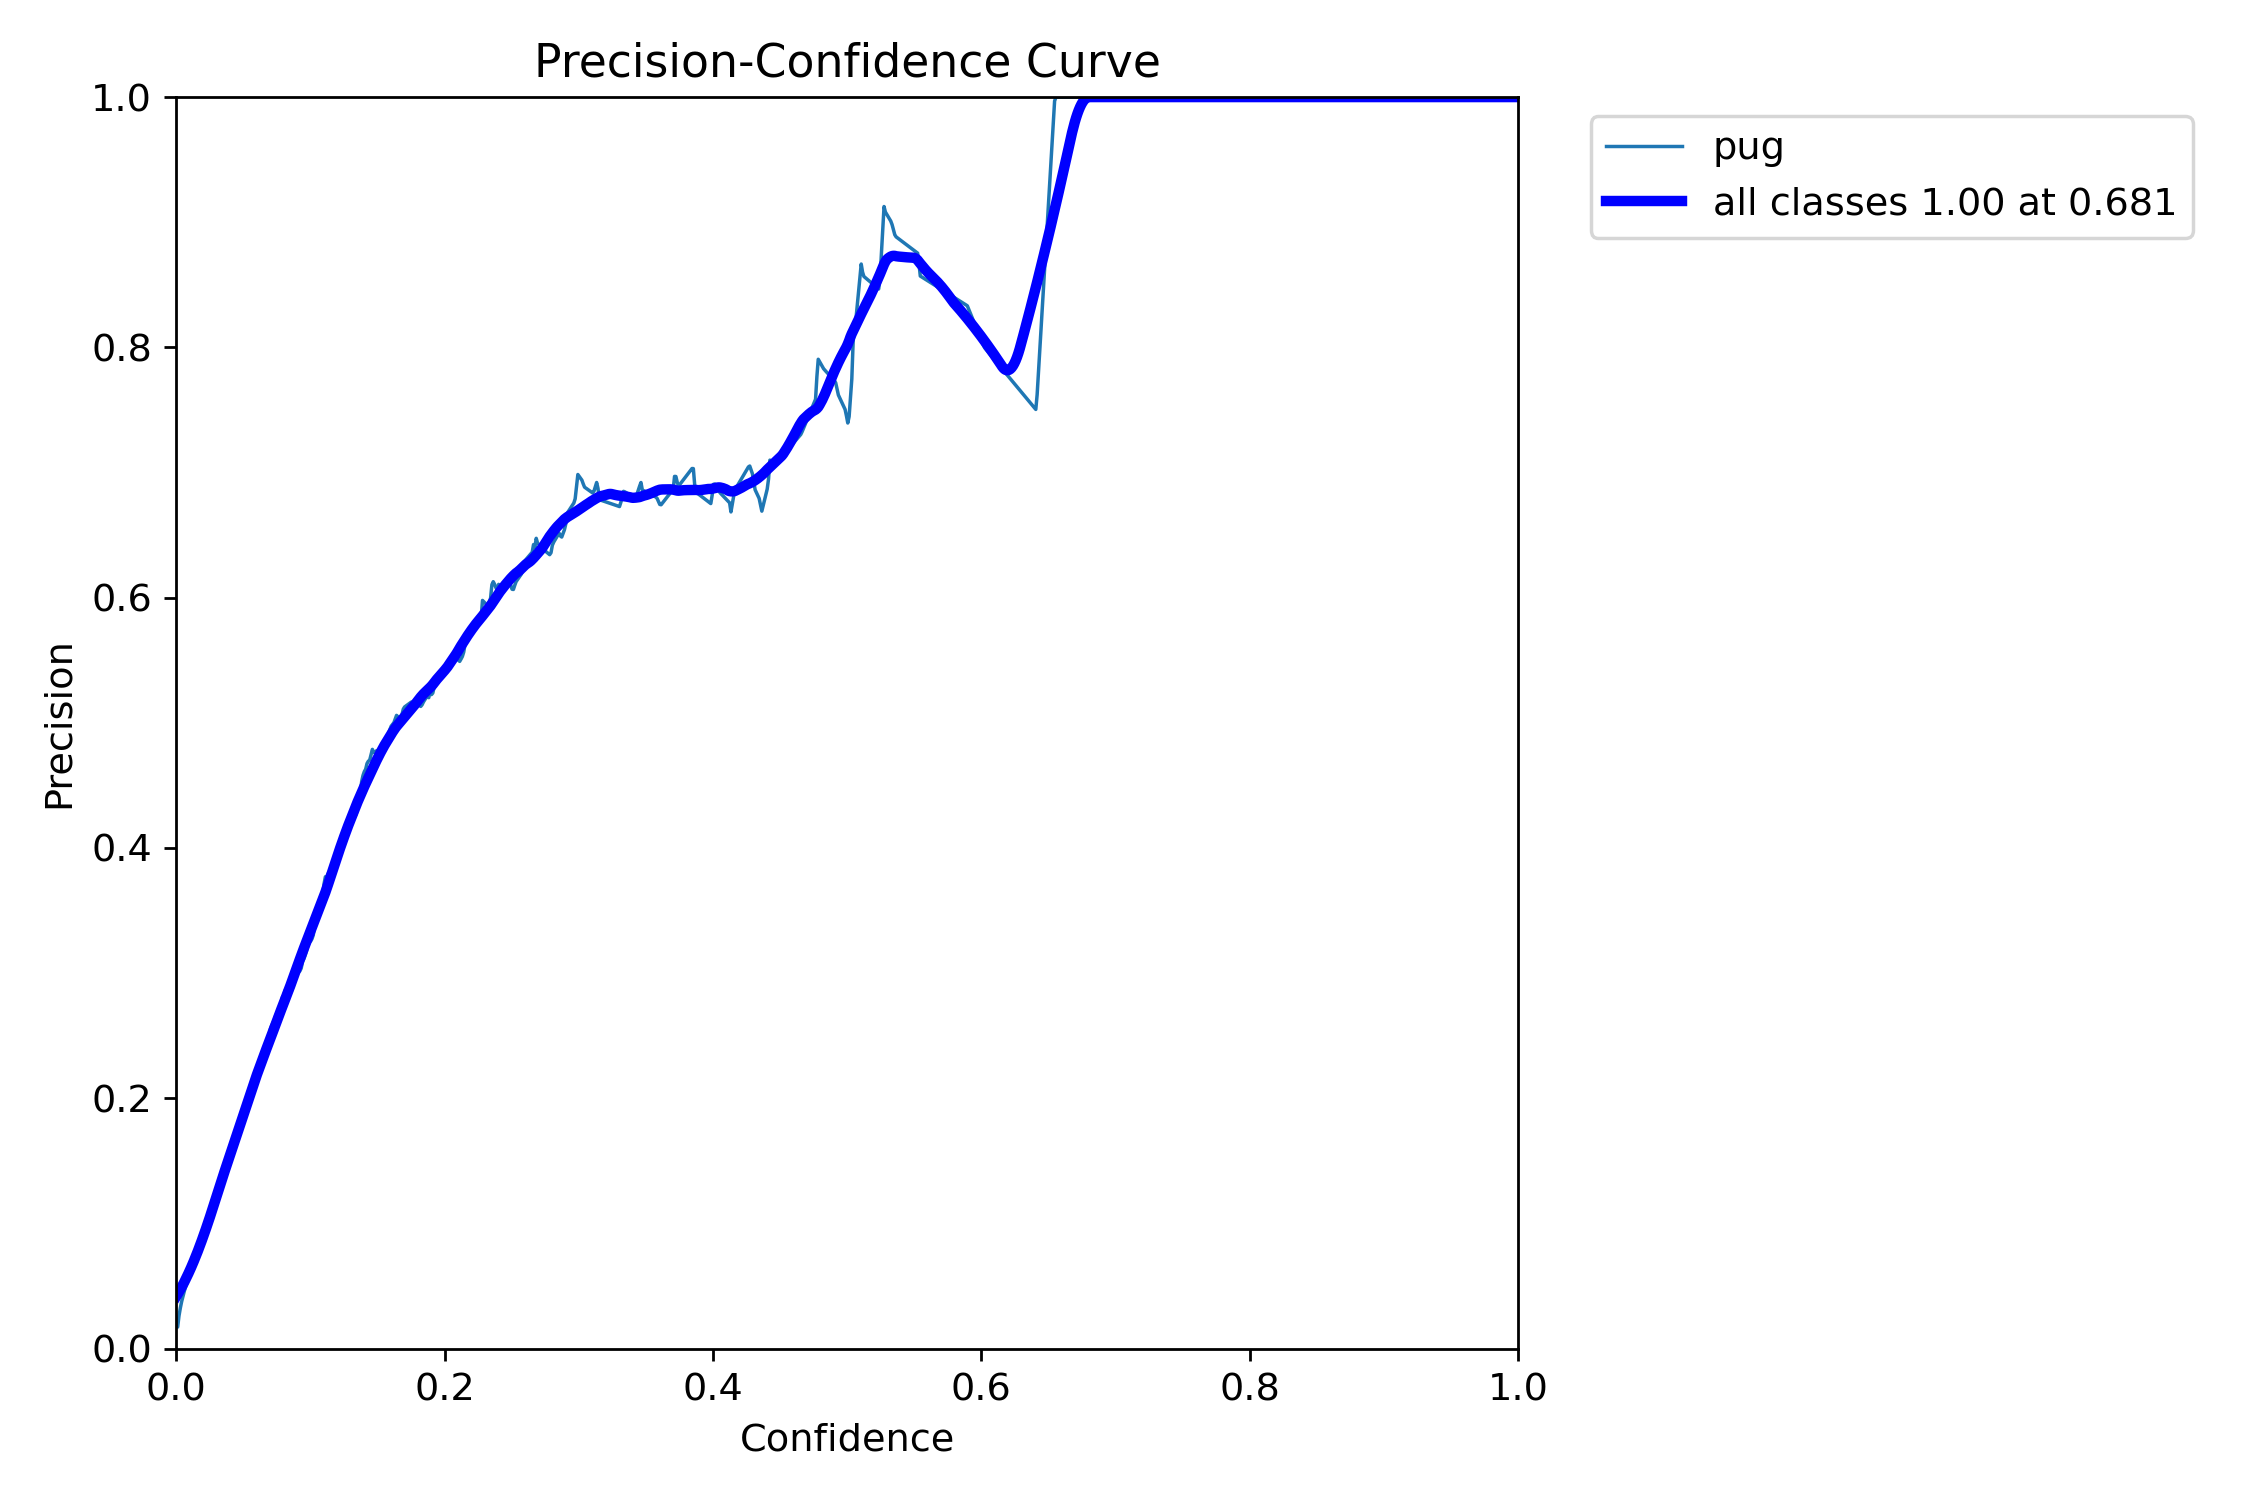 Precision-Confidence Curve
pug
all classes 1.00 at 0.681
Precision
1.0
0.8
0.6
0.4
0.2
0.0
0.0 0.2 0.4 0.6 0.8 1.0
Confidence